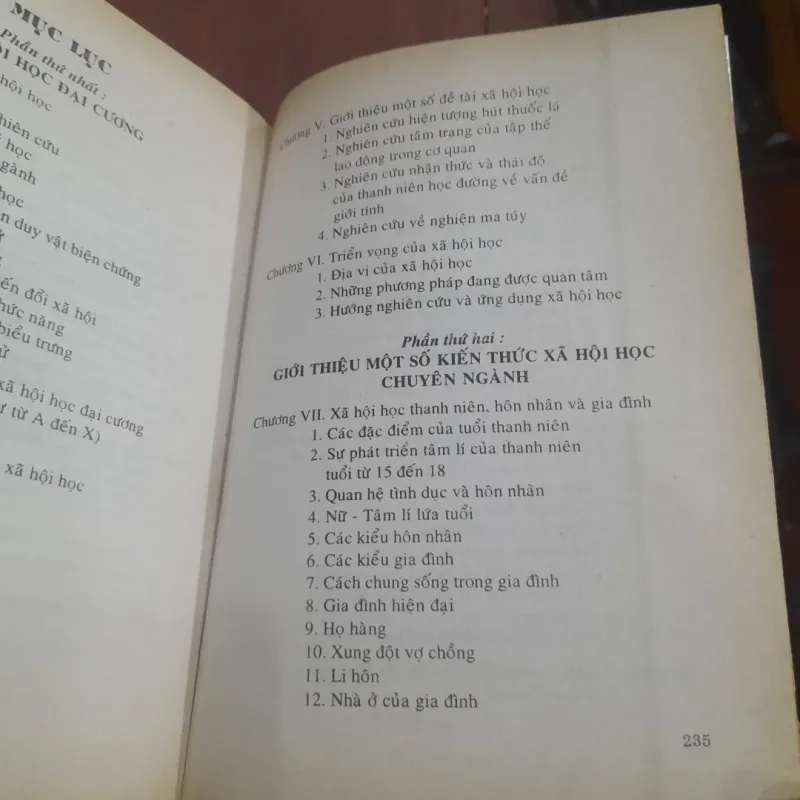 MỤC LỤC
Phần thứ nhất :
HỌC ĐẠI CƯƠNG
hội học
nghiên cứu
học
ngành
học
duy vật biện chứng
đổi xã hội
chức năng
biểu trưng
xã hội học đại cương
từ A đến X)
xã hội học
Chương V. Giới thiệu một số đề tài xã hội học
1. Nghiên cứu hiện tượng hút thuốc lá
2. Nghiên cứu tâm trạng của tập thể
lao động trong cơ quan
3. Nghiên cứu nhận thức và thái độ
của thanh niên học đường về vấn đề
giới tính
4. Nghiên cứu về nghiện ma túy
Chương VI. Triển vọng của xã hội học
1. Địa vị của xã hội học
2. Những phương pháp đang được quan tâm
3. Hướng nghiên cứu và ứng dụng xã hội học
Phần thứ hai :
GIỚI THIỆU MỘT SỐ KIẾN THỨC XÃ HỘI HỌC
CHUYÊN NGÀNH
Chương VII. Xã hội học thanh niên, hôn nhân và gia đình
1. Các đặc điểm của tuổi thanh niên
2. Sự phát triển tâm lí của thanh niên
tuổi từ 15 đến 18
3. Quan hệ tình dục và hôn nhân
4. Nữ - Tâm lí lứa tuổi
5. Các kiểu hôn nhân
6. Các kiểu gia đình
7. Cách chung sống trong gia đình
8. Gia đình hiện đại
9. Họ hàng
10. Xung đột vợ chồng
11. Li hôn
12. Nhà ở của gia đình
235